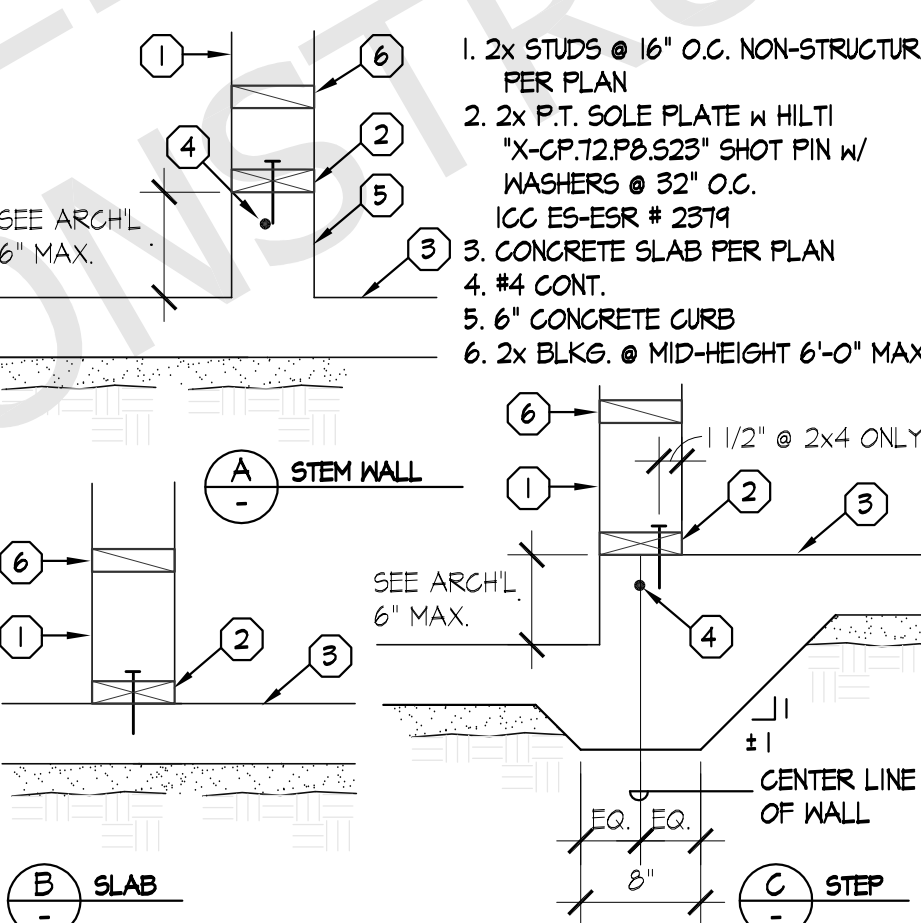 1. 2x STUDS @ 16" O.C. NON-STRUCTUR
PER PLAN
2. 2x P.T. SOLE PLATE w HILTI
"X-CP.72.P8.S23" SHOT PIN w/
WASHERS @ 32" O.C.
ICC ES-ESR # 2379
3. CONCRETE SLAB PER PLAN
4. #4 CONT.
5. 6" CONCRETE CURB
6. 2x BLKG. @ MID-HEIGHT 6'-0" MAX
1
6
4
2
5
3
SEE ARCH'L
6" MAX.
A
-
STEM WALL
6
1
2
3
B
-
SLAB
6
1 1/2" @ 2x4 ONLY
1
2
3
SEE ARCH'L.
6" MAX.
4
1
±1
CENTER LINE
OF WALL
EQ. EQ.
8"
C
-
STEP
ONSTRU